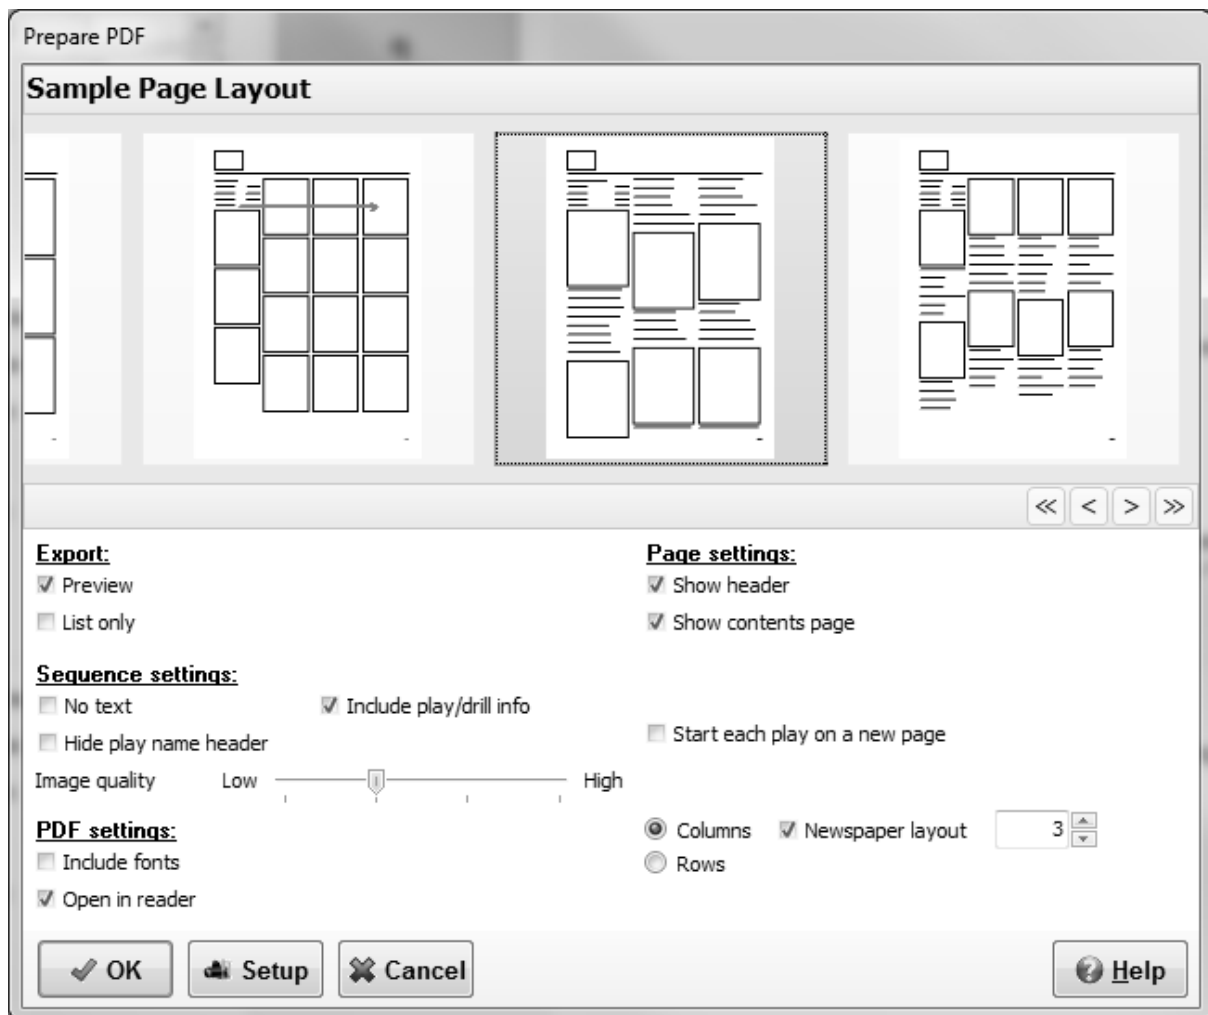 Prepare PDF
Sample Page Layout
≪ < > ≫
Export:
Preview
List only
Page settings:
Show header
Show contents page
Sequence settings:
No text Include play/drill info
Hide play name header
Start each play on a new page
Image quality Low High
PDF settings:
Include fonts
Open in reader
Columns Newspaper layout 3
Rows
OK Setup Cancel Help